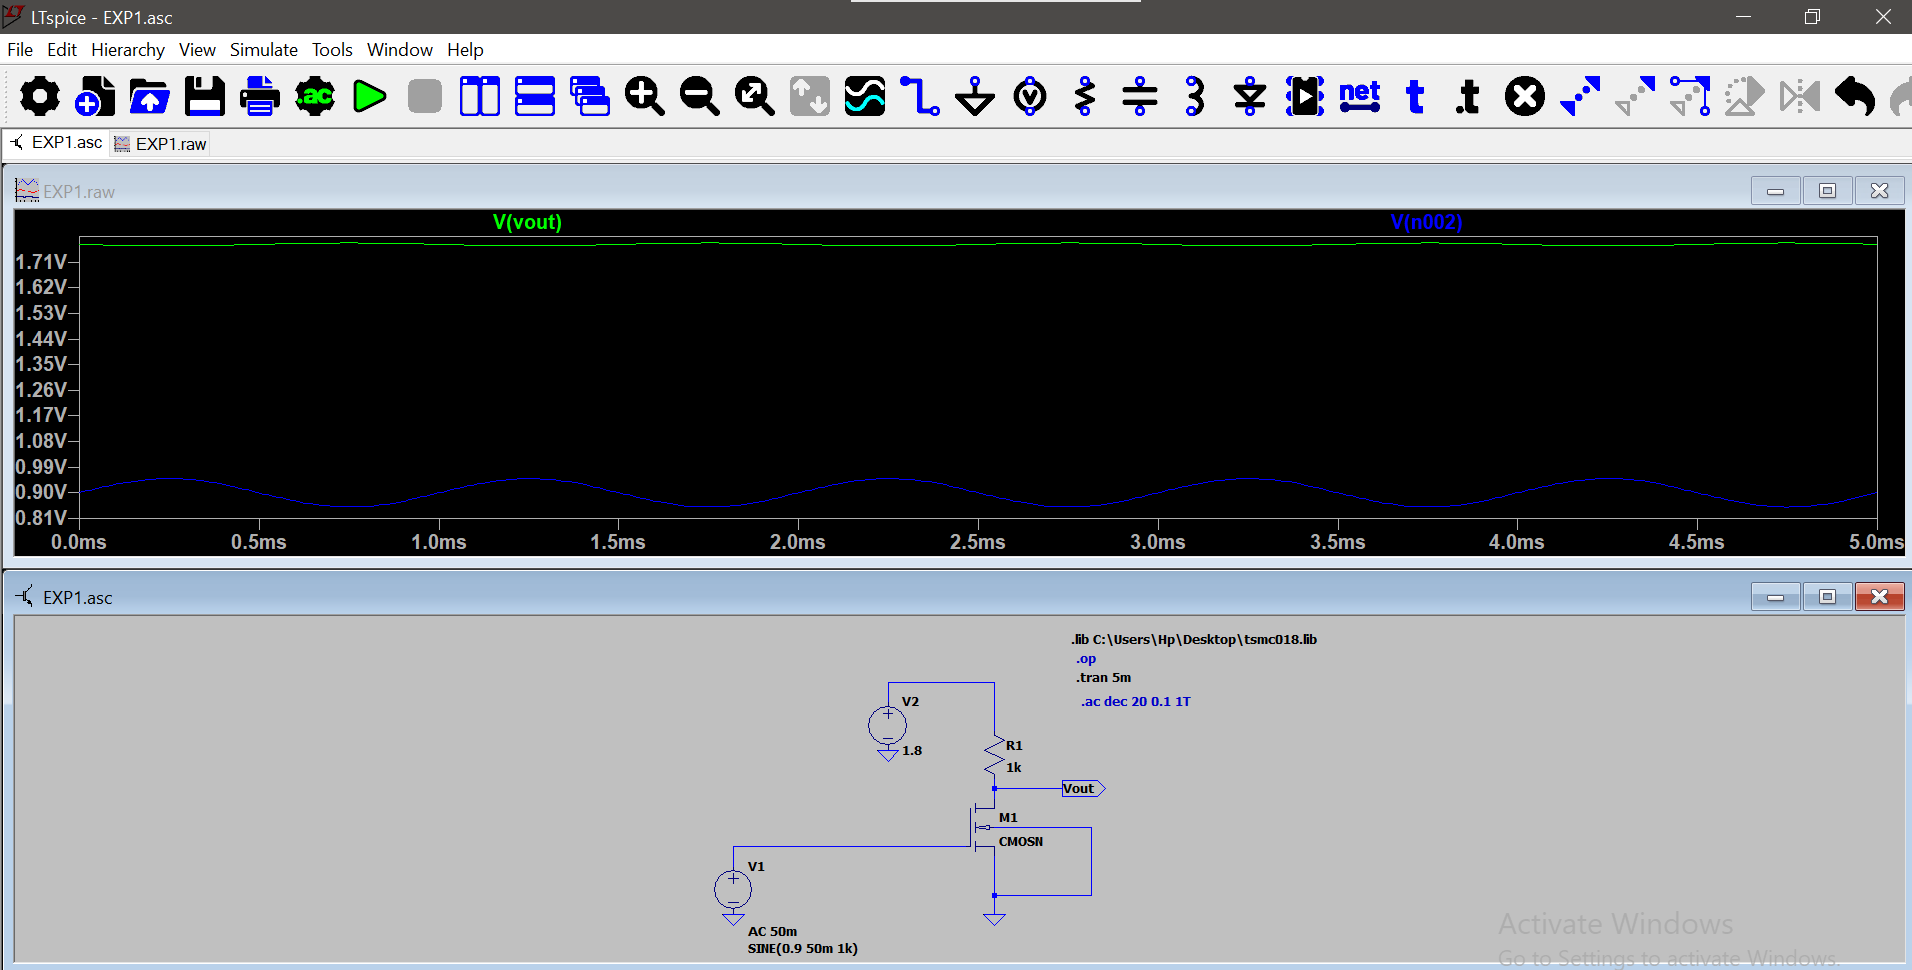 LTspice - EXP1.asc
File Edit Hierarchy View Simulate Tools Window Help
.ac net t .t
EXP1.asc EXP1.raw
EXP1.raw
V(vout) V(n002)
1.71V
1.62V
1.53V
1.44V
1.35V
1.26V
1.17V
1.08V
0.99V
0.90V
0.81V
0.0ms 0.5ms 1.0ms 1.5ms 2.0ms 2.5ms 3.0ms 3.5ms 4.0ms 4.5ms 5.0ms
EXP1.asc
.lib C:\Users\Hp\Desktop\tsmc018.lib
.op
.tran 5m
.ac dec 20 0.1 1T
V2
1.8
R1
1k
Vout
M1
CMOSN
V1
AC 50m
SINE(0.9 50m 1k)
Activate Windows
Go to Settings to activate Windows.